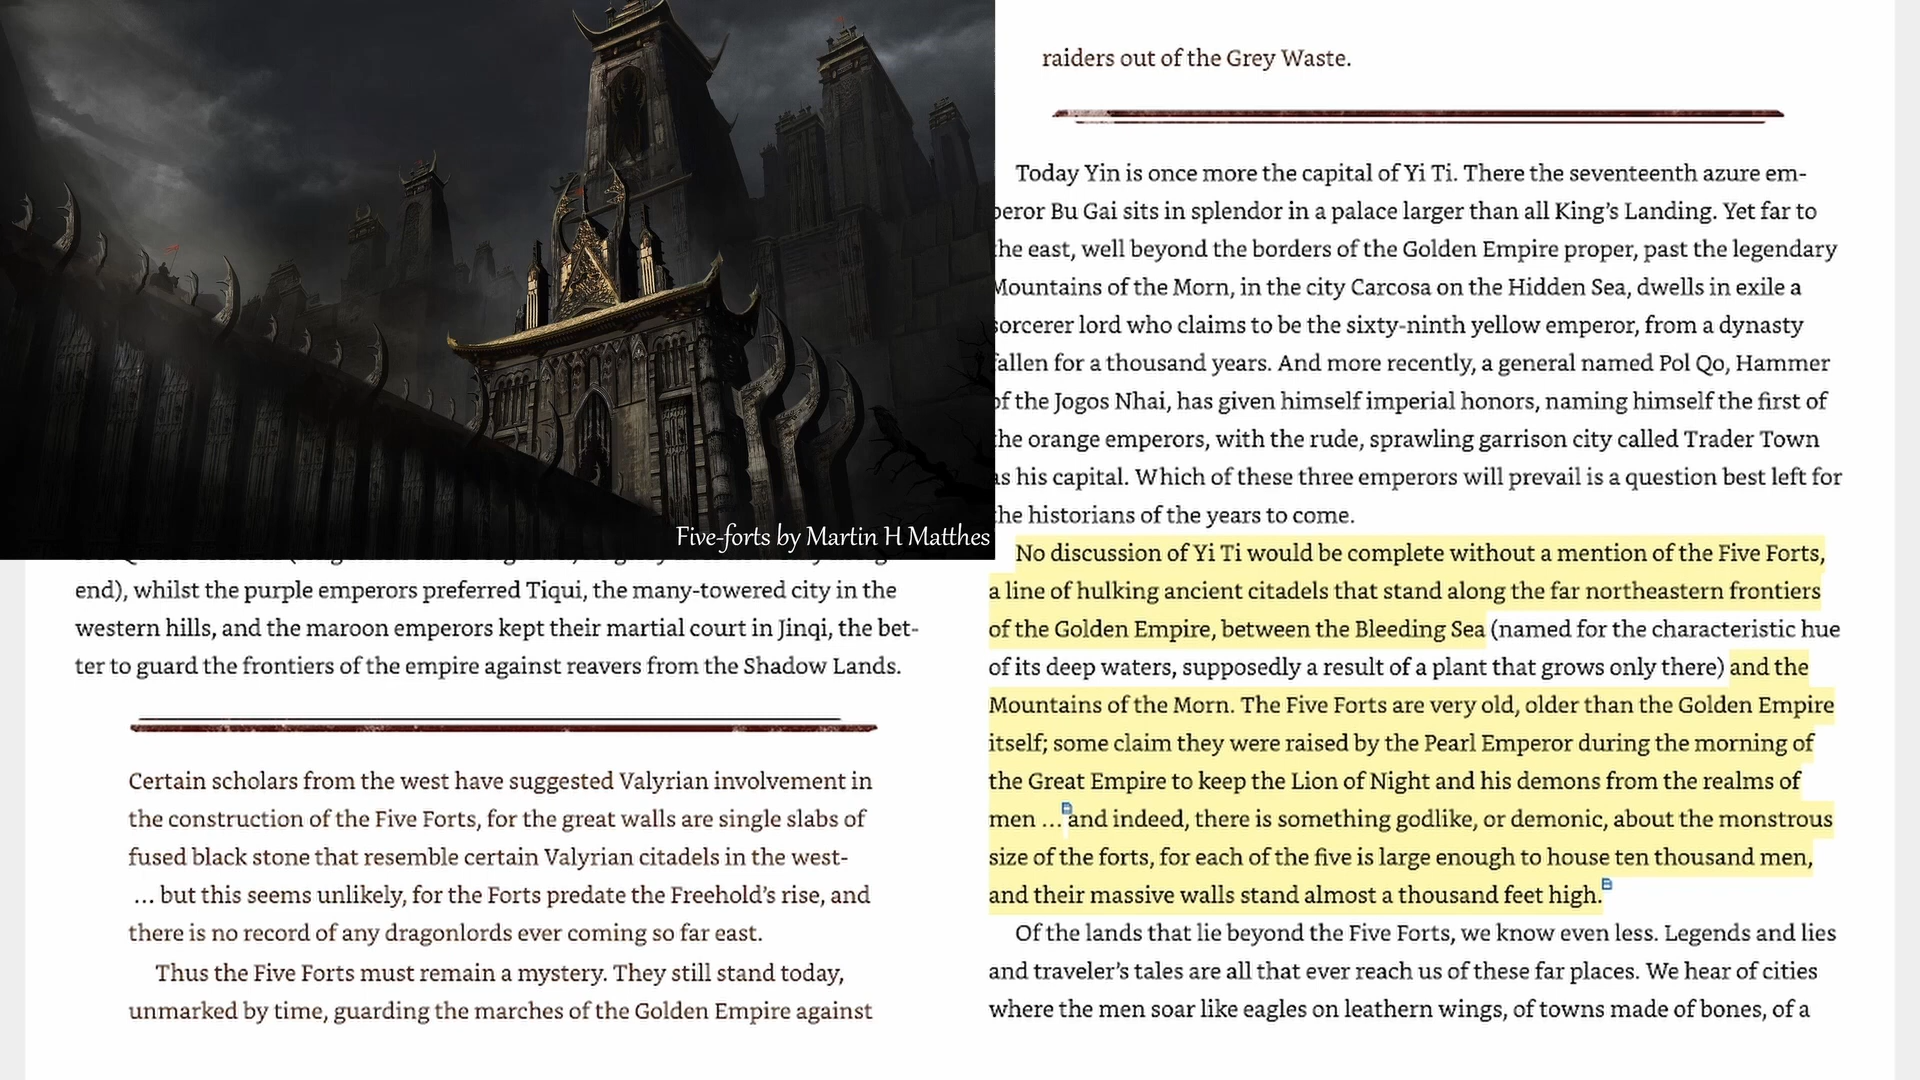 Five-forts by Martin H Matthes
end), whilst the purple emperors preferred Tiqui, the many-towered city in the
western hills, and the maroon emperors kept their martial court in Jinqi, the bet-
ter to guard the frontiers of the empire against reavers from the Shadow Lands.
Certain scholars from the west have suggested Valyrian involvement in
the construction of the Five Forts, for the great walls are single slabs of
fused black stone that resemble certain Valyrian citadels in the west-
... but this seems unlikely, for the Forts predate the Freehold's rise, and
there is no record of any dragonlords ever coming so far east.
Thus the Five Forts must remain a mystery. They still stand today,
unmarked by time, guarding the marches of the Golden Empire against
raiders out of the Grey Waste.
Today Yin is once more the capital of Yi Ti. There the seventeenth azure em-
peror Bu Gai sits in splendor in a palace larger than all King's Landing. Yet far to
the east, well beyond the borders of the Golden Empire proper, past the legendary
Mountains of the Morn, in the city Carcosa on the Hidden Sea, dwells in exile a
sorcerer lord who claims to be the sixty-ninth yellow emperor, from a dynasty
fallen for a thousand years. And more recently, a general named Pol Qo, Hammer
of the Jogos Nhai, has given himself imperial honors, naming himself the first of
the orange emperors, with the rude, sprawling garrison city called Trader Town
as his capital. Which of these three emperors will prevail is a question best left for
the historians of the years to come.
No discussion of Yi Ti would be complete without a mention of the Five Forts,
a line of hulking ancient citadels that stand along the far northeastern frontiers
of the Golden Empire, between the Bleeding Sea (named for the characteristic hue
of its deep waters, supposedly a result of a plant that grows only there) and the
Mountains of the Morn. The Five Forts are very old, older than the Golden Empire
itself; some claim they were raised by the Pearl Emperor during the morning of
the Great Empire to keep the Lion of Night and his demons from the realms of
men ... and indeed, there is something godlike, or demonic, about the monstrous
size of the forts, for each of the five is large enough to house ten thousand men,
and their massive walls stand almost a thousand feet high.
Of the lands that lie beyond the Five Forts, we know even less. Legends and lies
and traveler's tales are all that ever reach us of these far places. We hear of cities
where the men soar like eagles on leathern wings, of towns made of bones, of a